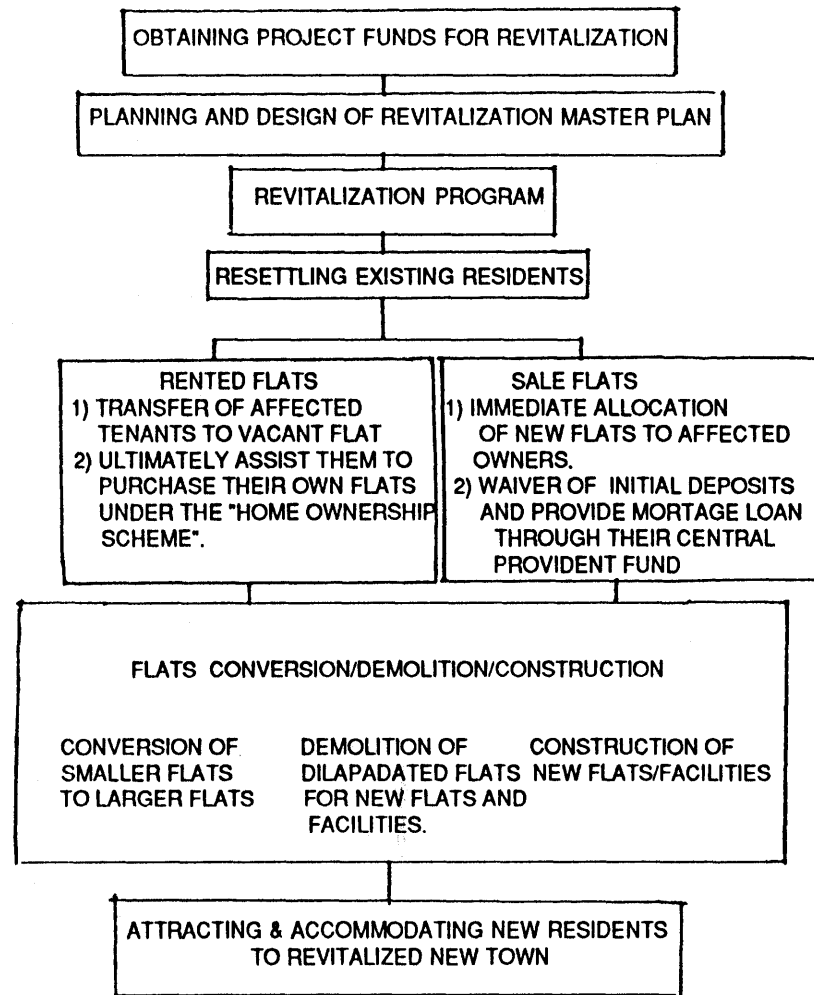 OBTAINING PROJECT FUNDS FOR REVITALIZATION
PLANNING AND DESIGN OF REVITALIZATION MASTER PLAN
REVITALIZATION PROGRAM
RESETTLING EXISTING RESIDENTS
RENTED FLATS
1) TRANSFER OF AFFECTED
TENANTS TO VACANT FLAT
2) ULTIMATELY ASSIST THEM TO
PURCHASE THEIR OWN FLATS
UNDER THE "HOME OWNERSHIP
SCHEME".
SALE FLATS
1) IMMEDIATE ALLOCATION
OF NEW FLATS TO AFFECTED
OWNERS.
2) WAIVER OF INITIAL DEPOSITS
AND PROVIDE MORTAGE LOAN
THROUGH THEIR CENTRAL
PROVIDENT FUND
FLATS CONVERSION/DEMOLITION/CONSTRUCTION
CONVERSION OF
SMALLER FLATS
TO LARGER FLATS
DEMOLITION OF
DILAPADATED FLATS
FOR NEW FLATS AND
FACILITIES.
CONSTRUCTION OF
NEW FLATS/FACILITIES
ATTRACTING & ACCOMMODATING NEW RESIDENTS
TO REVITALIZED NEW TOWN